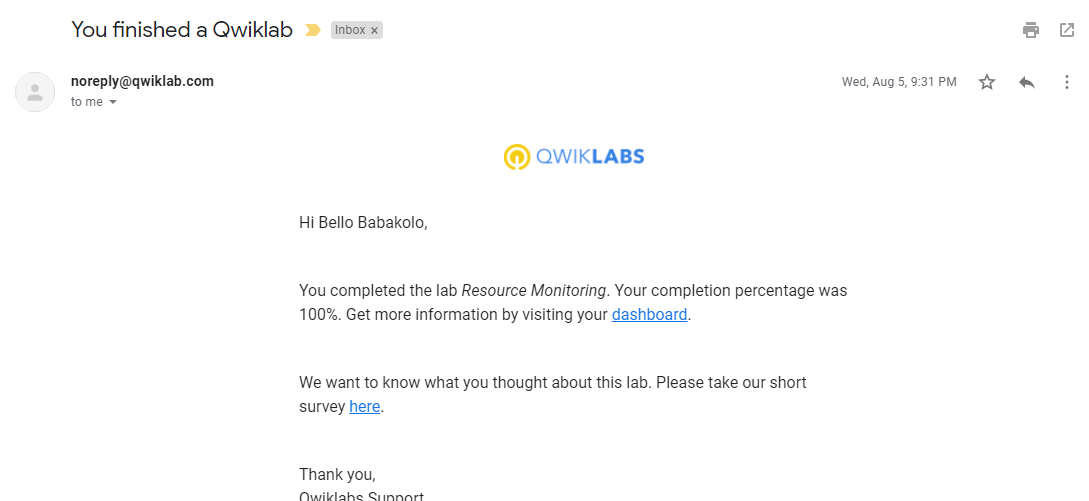 You finished a Qwiklab
Inbox ×
noreply@qwiklab.com
Wed, Aug 5, 9:31 PM
to me
QWIKLABS
Hi Bello Babakolo,
You completed the lab Resource Monitoring. Your completion percentage was
100%. Get more information by visiting your dashboard.
We want to know what you thought about this lab. Please take our short
survey here.
Thank you,
Qwiklabs Support